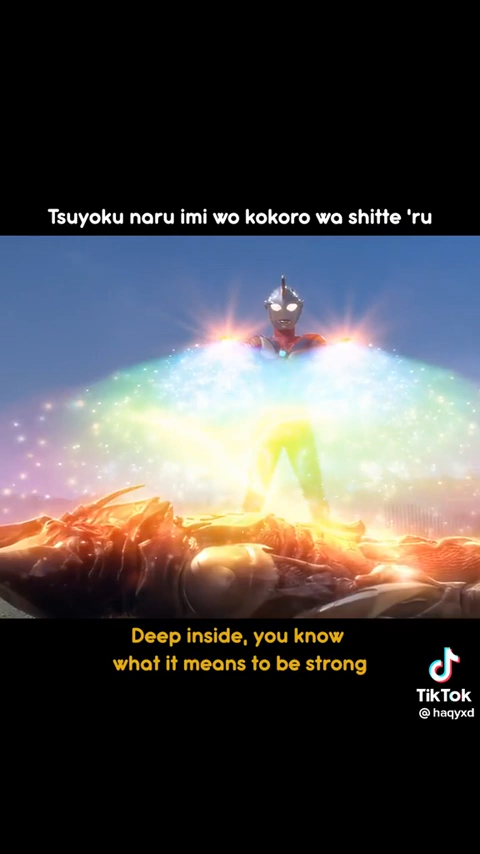 Tsuyoku naru imi wo kokoro wa shitte 'ru
Deep inside, you know
what it means to be strong
TikTok
@haqyxd